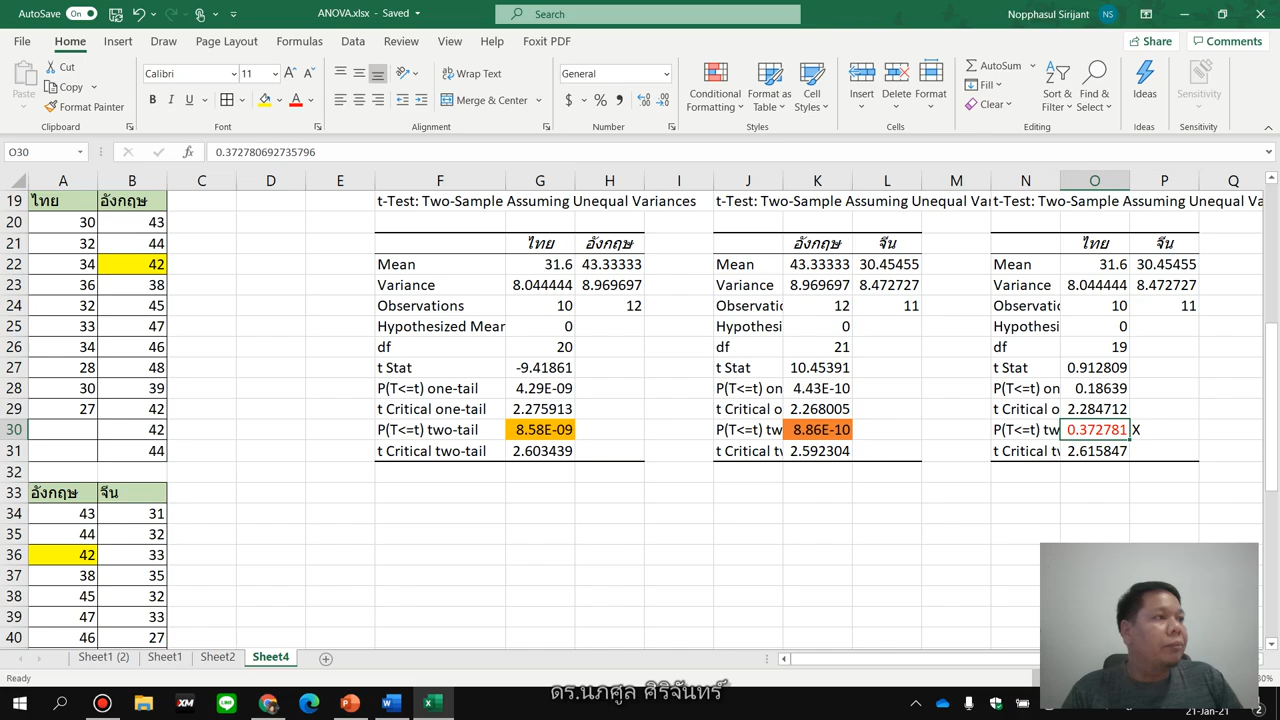 AutoSave On ANOVA.xlsx - Saved Search Nopphasul Sirijant NS
File Home Insert Draw Page Layout Formulas Data Review View Help Foxit PDF Share Comments
Paste Cut Copy Format Painter Calibri 11 Wrap Text Merge & Center General Conditional Formatting Format as Table Cell Styles Insert Delete Format AutoSum Fill Clear Sort & Filter Find & Select Ideas Sensitivity
Clipboard Font Alignment Number Styles Cells Editing Ideas Sensitivity
O30 fx 0.372780692735796
A B C D E F G H I J K L M N O P Q
19 ไทย อังกฤษ t-Test: Two-Sample Assuming Unequal Variances t-Test: Two-Sample Assuming Unequal Var t-Test: Two-Sample Assuming Unequal Va
20 30 43
21 32 44 ไทย อังกฤษ อังกฤษ จีน ไทย จีน
22 34 42 Mean 31.6 43.33333 Mean 43.33333 30.45455 Mean 31.6 30.45455
23 36 38 Variance 8.044444 8.969697 Variance 8.969697 8.472727 Variance 8.044444 8.472727
24 32 45 Observations 10 12 Observatio 12 11 Observatio 10 11
25 33 47 Hypothesized Mean 0 Hypothesi 0 Hypothesi 0
26 34 46 df 20 df 21 df 19
27 28 48 t Stat -9.41861 t Stat 10.45391 t Stat 0.912809
28 30 39 P(T<=t) one-tail 4.29E-09 P(T<=t) on 4.43E-10 P(T<=t) on 0.18639
29 27 42 t Critical one-tail 2.275913 t Critical o 2.268005 t Critical o 2.284712
30 42 P(T<=t) two-tail 8.58E-09 P(T<=t) tw 8.86E-10 P(T<=t) tw 0.372781 X
31 44 t Critical two-tail 2.603439 t Critical tw 2.592304 t Critical tw 2.615847
32
33 อังกฤษ จีน
34 43 31
35 44 32
36 42 33
37 38 35
38 45 32
39 47 33
40 46 27
Sheet1 (2) Sheet1 Sheet2 Sheet4
Ready
ดร.นภศูล ศิริจันทร์
21-Jan-21